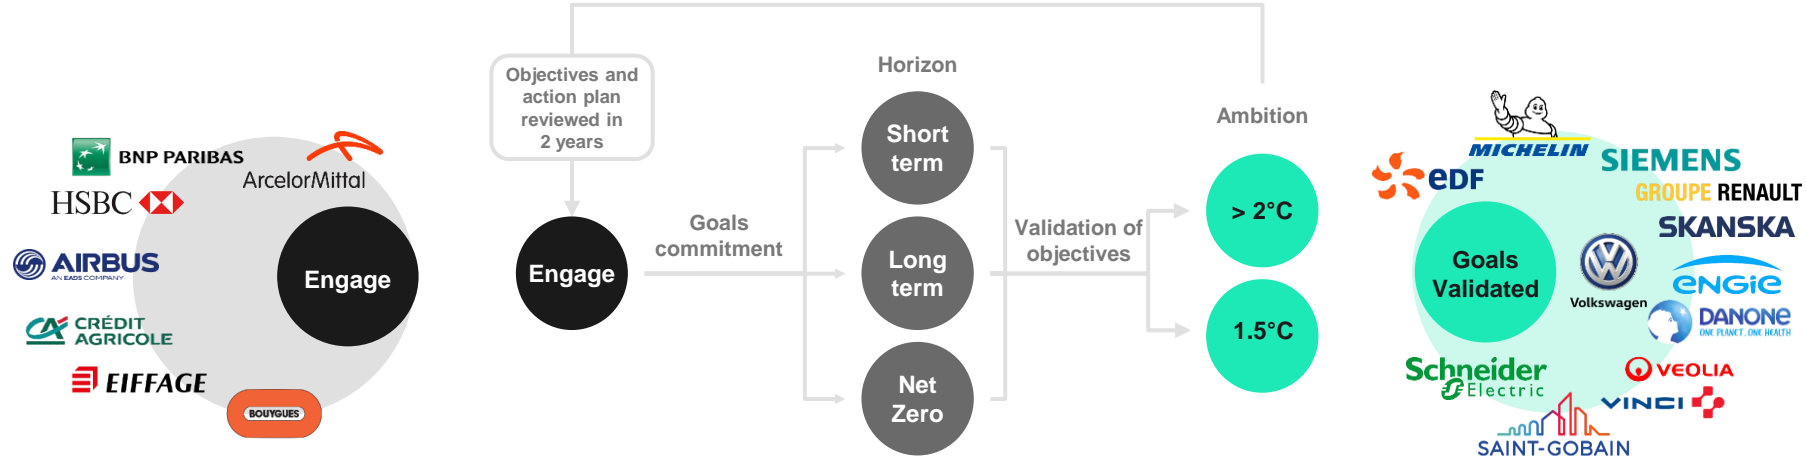 BNP PARIBAS
ArcelorMittal
HSBC
AIRBUS
AN EADS COMPANY
CRÉDIT
AGRICOLE
EIFFAGE
BOUYGUES
Engage
Objectives and
action plan
reviewed in
2 years
Engage
Goals
commitment
Horizon
Short
term
Long
term
Net
Zero
Validation of
objectives
Ambition
> 2°C
1.5°C
MICHELIN
eDF
SIEMENS
GROUPE RENAULT
SKANSKA
Goals
Validated
Volkswagen
ENGIE
DANONE
ONE PLANET. ONE HEALTH
Schneider
Electric
VEOLIA
VINCI
SAINT-GOBAIN